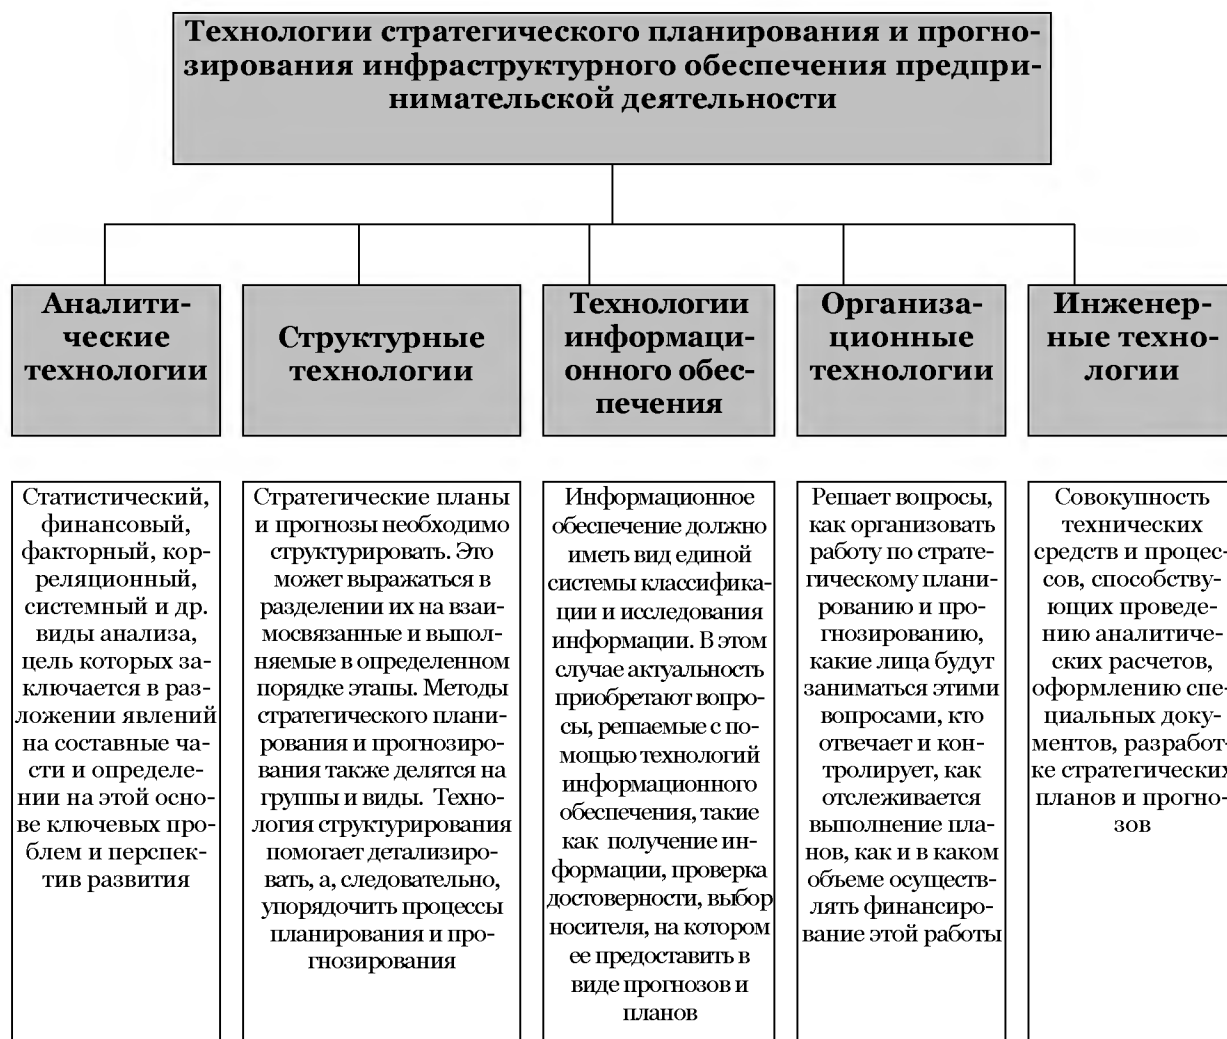 Технологии стратегического планирования и прогно-
зирования инфраструктурного обеспечения предпри-
нимательской деятельности
Аналити-
ческие
технологии
Структурные
технологии
Технологии
информаци-
онного обес-
печения
Организа-
ционные
технологии
Инженер-
ные техно-
логии
Статистический,
финансовый,
факторный, кор-
реляционный,
системный и др.
виды анализа,
цель которых за-
ключается в раз-
ложении явлений
на составные ча-
сти и определе-
нии на этой осно-
ве ключевых про-
блем и перспек-
тив развития
Стратегические планы
и прогнозы необходимо
структурировать. Это
может выражаться в
разделении их на взаи-
мосвязанные и выпол-
няемые в определенном
порядке этапы. Методы
стратегического плани-
рования и прогнозиро-
вания также делятся на
группы и виды. Техно-
логия структурирования
помогает детализиро-
вать, а, следовательно,
упорядочить процессы
планирования и про-
гнозирования
Информационное
обеспечение должно
иметь вид единой
системы классифика-
ции и исследования
информации. В этом
случае актуальность
приобретают вопро-
сы, решаемые с по-
мощью технологий
информационного
обеспечения, такие
как получение ин-
формации, проверка
достоверности, выбор
носителя, на котором
ее предоставить в
виде прогнозов и
планов
Решает вопросы,
как организовать
работу по страте-
гическому плани-
рованию и про-
гнозированию,
какие лица будут
заниматься этими
вопросами, кто
отвечает и кон-
тролирует, как
отслеживается
выполнение пла-
нов, как и в каком
объеме осуществ-
лять финансиро-
вание этой работы
Совокупность
технических
средств и процес-
сов, способству-
ющих проведе-
нию аналитиче-
ских расчетов,
оформлению спе-
циальных доку-
ментов, разработ-
ке стратегических
планов и прогно-
зов